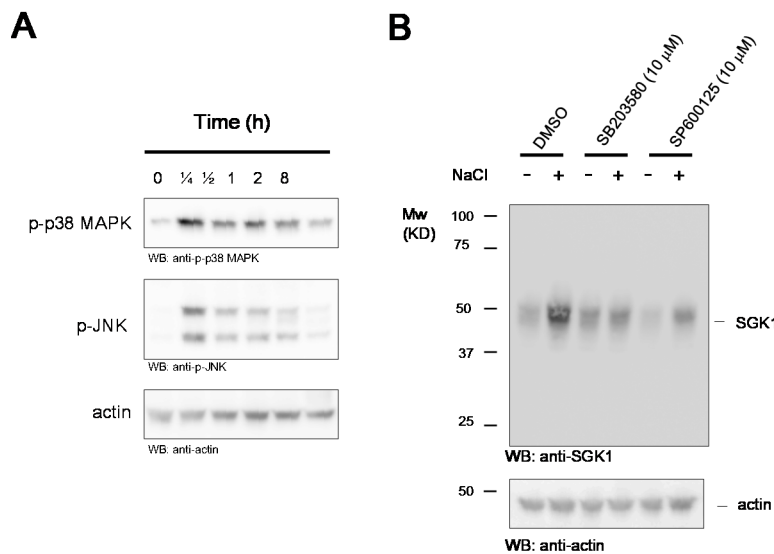 A
Time (h)
0 ¼ ½ 1 2 8
p-p38 MAPK
WB: anti-p-p38 MAPK
p-JNK
WB: anti-p-JNK
actin
WB: anti-actin
B
DMSO
SB203580 (10 µM)
SP600125 (10 µM)
NaCl - + - + - +
Mw
(KD)
100
75
50
37
25
SGK1
WB: anti-SGK1
50
actin
WB: anti-actin